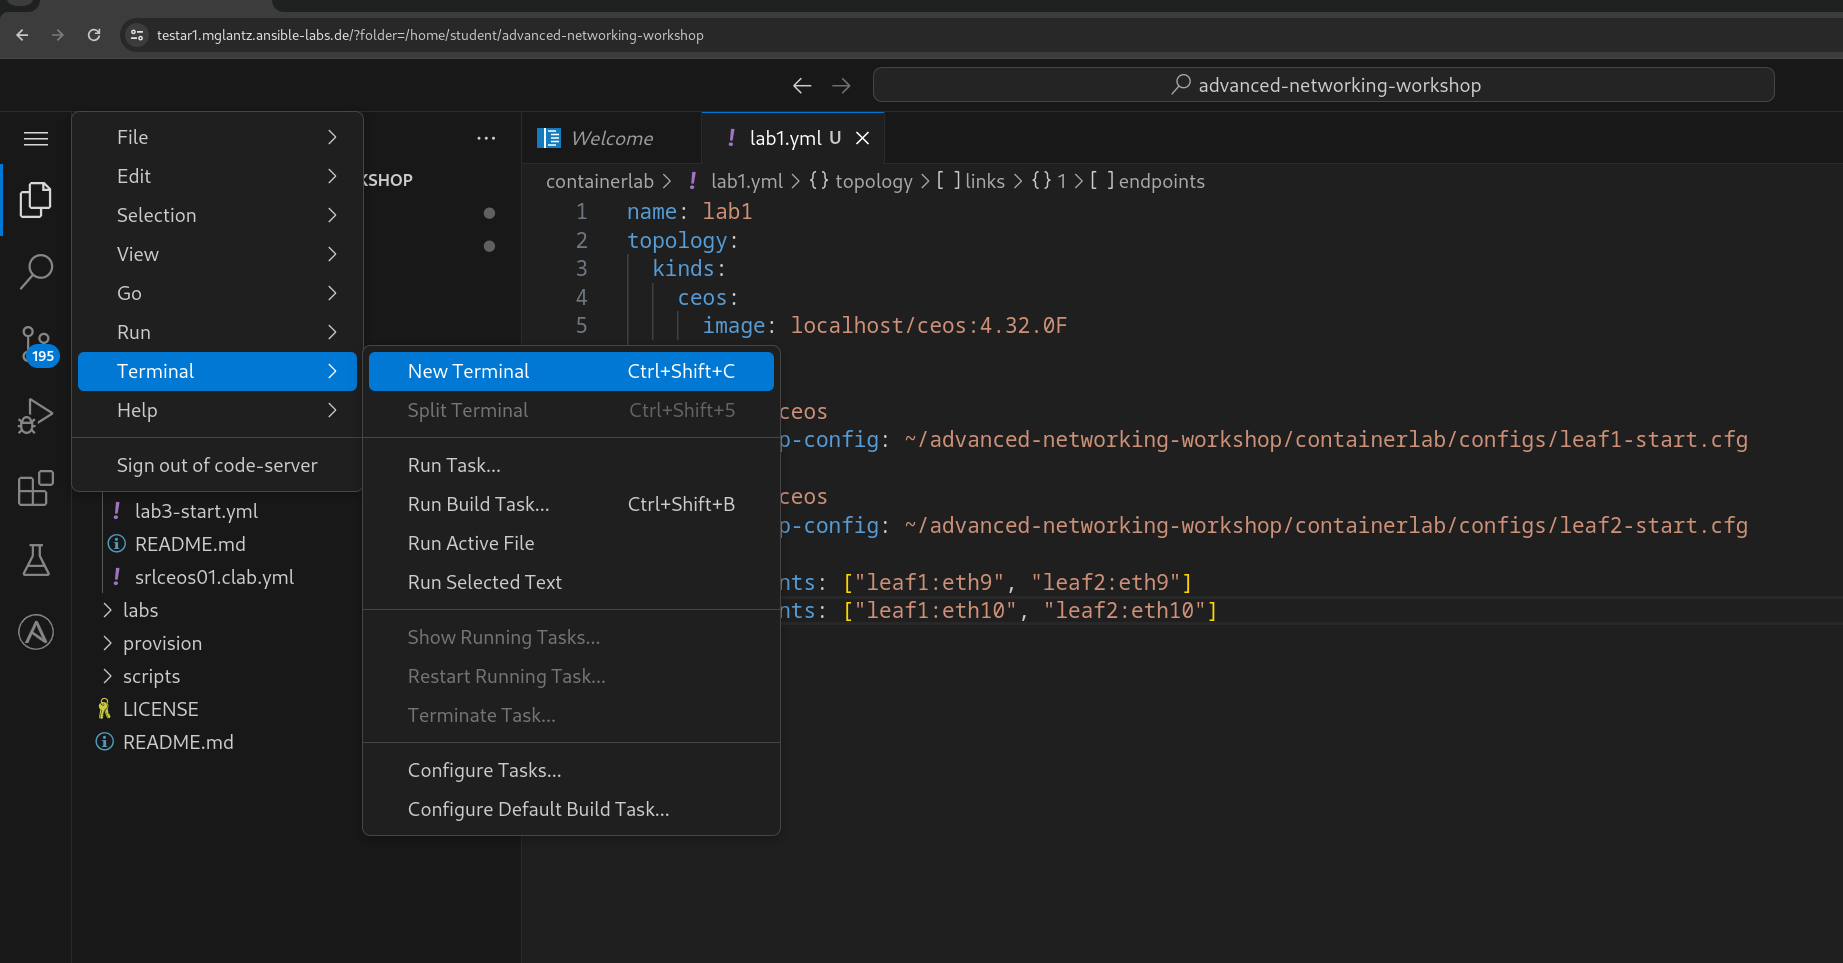 testar1.mglantz.ansible-labs.de/?folder=/home/student/advanced-networking-workshop
advanced-networking-workshop
File
Edit
Selection
View
Go
Run
Terminal
Help
Sign out of code-server
KSHOP
195
lab3-start.yml
README.md
srlceos01.clab.yml
labs
provision
scripts
LICENSE
README.md
New Terminal Ctrl+Shift+C
Split Terminal Ctrl+Shift+5
Run Task...
Run Build Task... Ctrl+Shift+B
Run Active File
Run Selected Text
Show Running Tasks...
Restart Running Task...
Terminate Task...
Configure Tasks...
Configure Default Build Task...
Welcome
! lab1.yml U
containerlab > ! lab1.yml > {} topology > [ ] links > {} 1 > [ ] endpoints
1 name: lab1
2 topology:
3 kinds:
4 ceos:
5 image: localhost/ceos:4.32.0F
ceos
p-config: ~/advanced-networking-workshop/containerlab/configs/leaf1-start.cfg
ceos
p-config: ~/advanced-networking-workshop/containerlab/configs/leaf2-start.cfg
nts: ["leaf1:eth9", "leaf2:eth9"]
nts: ["leaf1:eth10", "leaf2:eth10"]